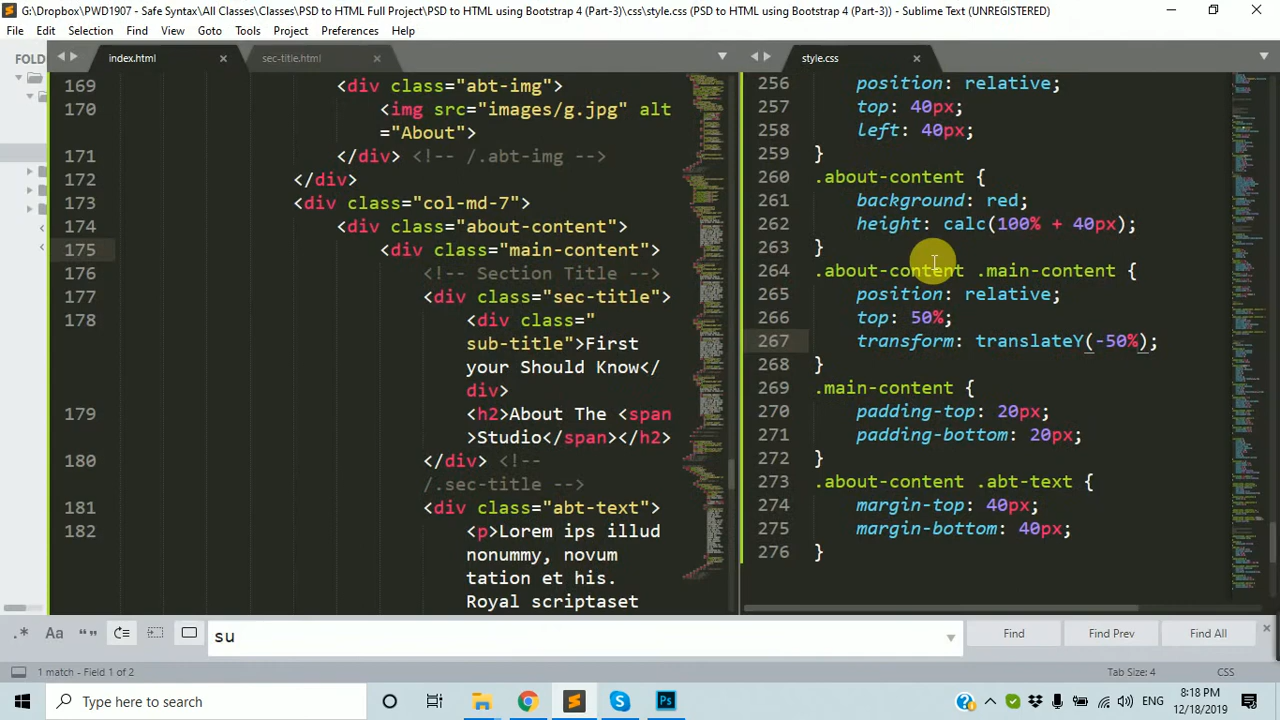 G:\Dropbox\PWD1907 - Safe Syntax\All Classes\Classes\PSD to HTML Full Project\PSD to HTML using Bootstrap 4 (Part-3)\css\style.css (PSD to HTML using Bootstrap 4 (Part-3)) - Sublime Text (UNREGISTERED)
File Edit Selection Find View Goto Tools Project Preferences Help
FOLD
index.html
sec-title.html
169 <div class="abt-img">
170 <img src="images/g.jpg" alt
="About">
171 </div> <!-- /.abt-img -->
172 </div>
173 <div class="col-md-7">
174 <div class="about-content">
175 <div class="main-content">
176 <!-- Section Title -->
177 <div class="sec-title">
178 <div class="
sub-title">First
your Should Know</
div>
179 <h2>About The <span
>Studio</span></h2>
180 </div> <!--
/.sec-title -->
181 <div class="abt-text">
182 <p>Lorem ips illud
nonummy, novum
tation et his.
Royal scriptaset
style.css
256 position: relative;
257 top: 40px;
258 left: 40px;
259 }
260 .about-content {
261 background: red;
262 height: calc(100% + 40px);
263 }
264 .about-content .main-content {
265 position: relative;
266 top: 50%;
267 transform: translateY(-50%);
268 }
269 .main-content {
270 padding-top: 20px;
271 padding-bottom: 20px;
272 }
273 .about-content .abt-text {
274 margin-top: 40px;
275 margin-bottom: 40px;
276 }
.* Aa “” su Find Find Prev Find All
1 match - Field 1 of 2 Tab Size: 4 CSS
Type here to search
ENG
8:18 PM
12/18/2019